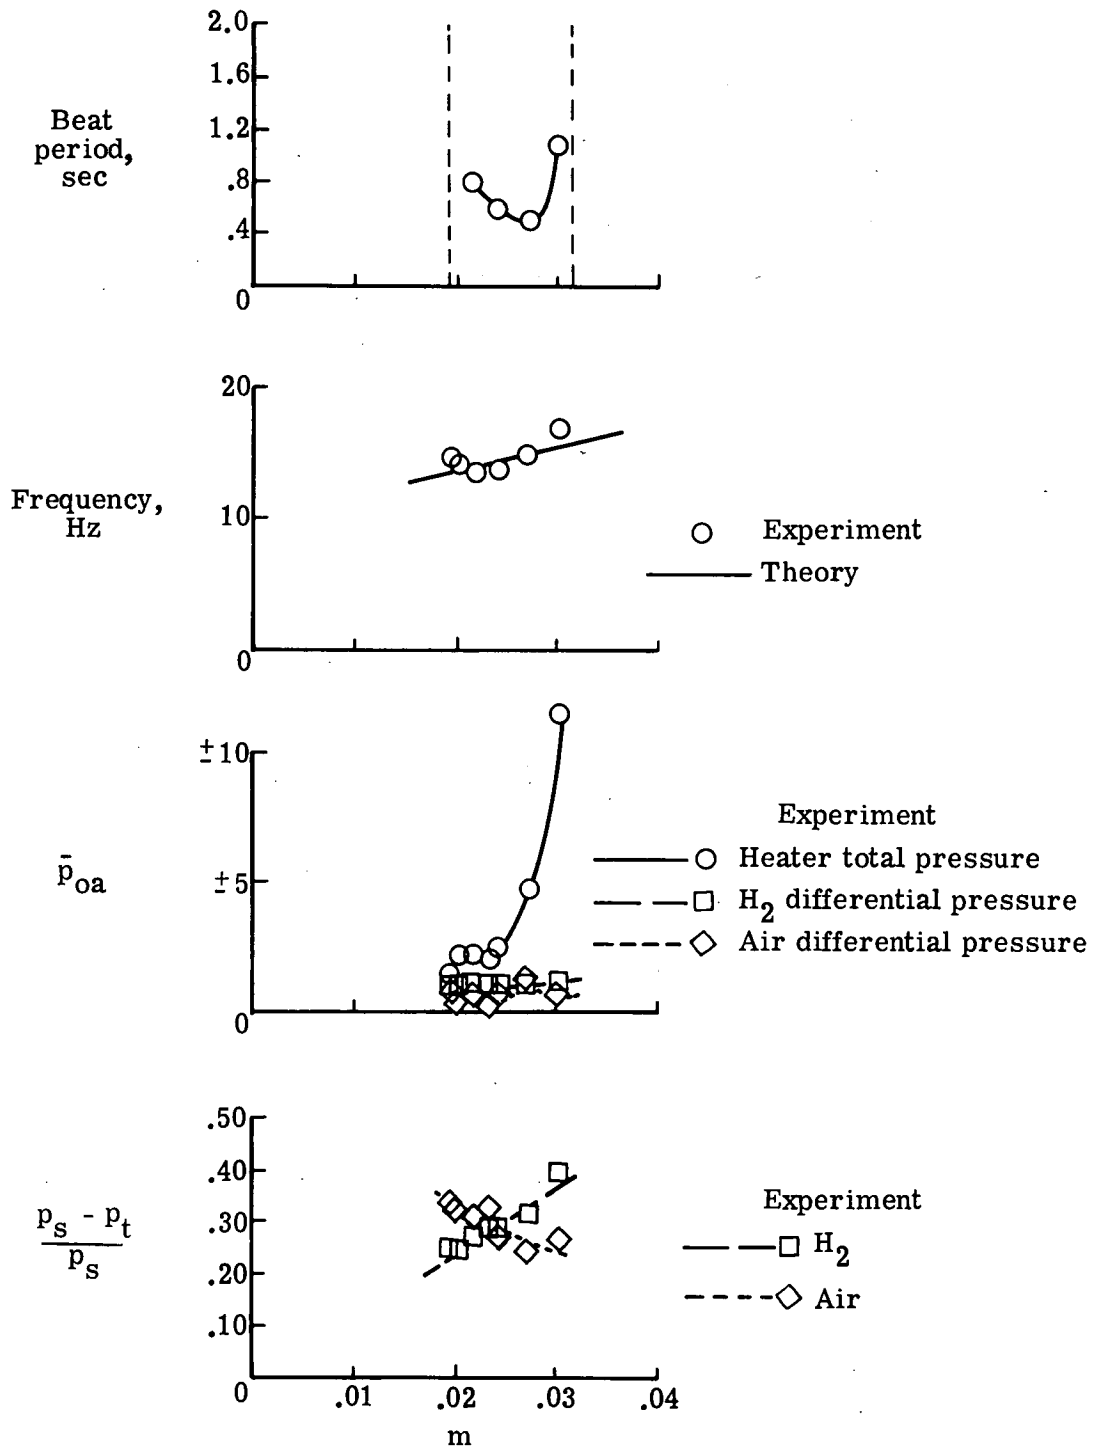 2.0
1.6
1.2
.8
.4
0
Beat
period,
sec
20
10
0
Frequency,
Hz
Experiment
Theory
±10
±5
0
p̄oa
Experiment
Heater total pressure
H2 differential pressure
Air differential pressure
.50
.40
.30
.20
.10
0
ps - pt
ps
Experiment
H2
Air
.01
.02
.03
.04
m